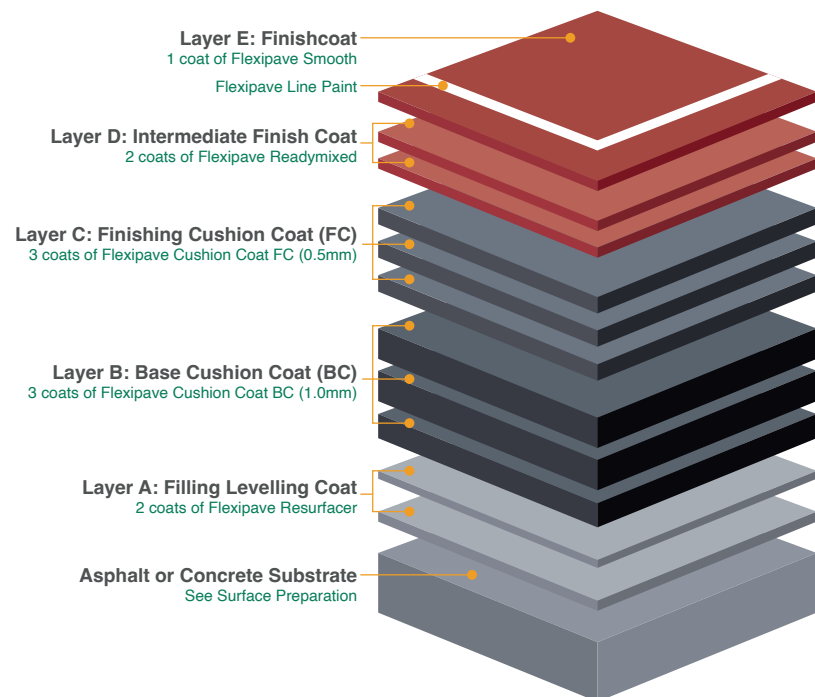 Layer E: Finishcoat
1 coat of Flexipave Smooth
Flexipave Line Paint
Layer D: Intermediate Finish Coat
2 coats of Flexipave Readymixed
Layer C: Finishing Cushion Coat (FC)
3 coats of Flexipave Cushion Coat FC (0.5mm)
Layer B: Base Cushion Coat (BC)
3 coats of Flexipave Cushion Coat BC (1.0mm)
Layer A: Filling Levelling Coat
2 coats of Flexipave Resurfacer
Asphalt or Concrete Substrate
See Surface Preparation